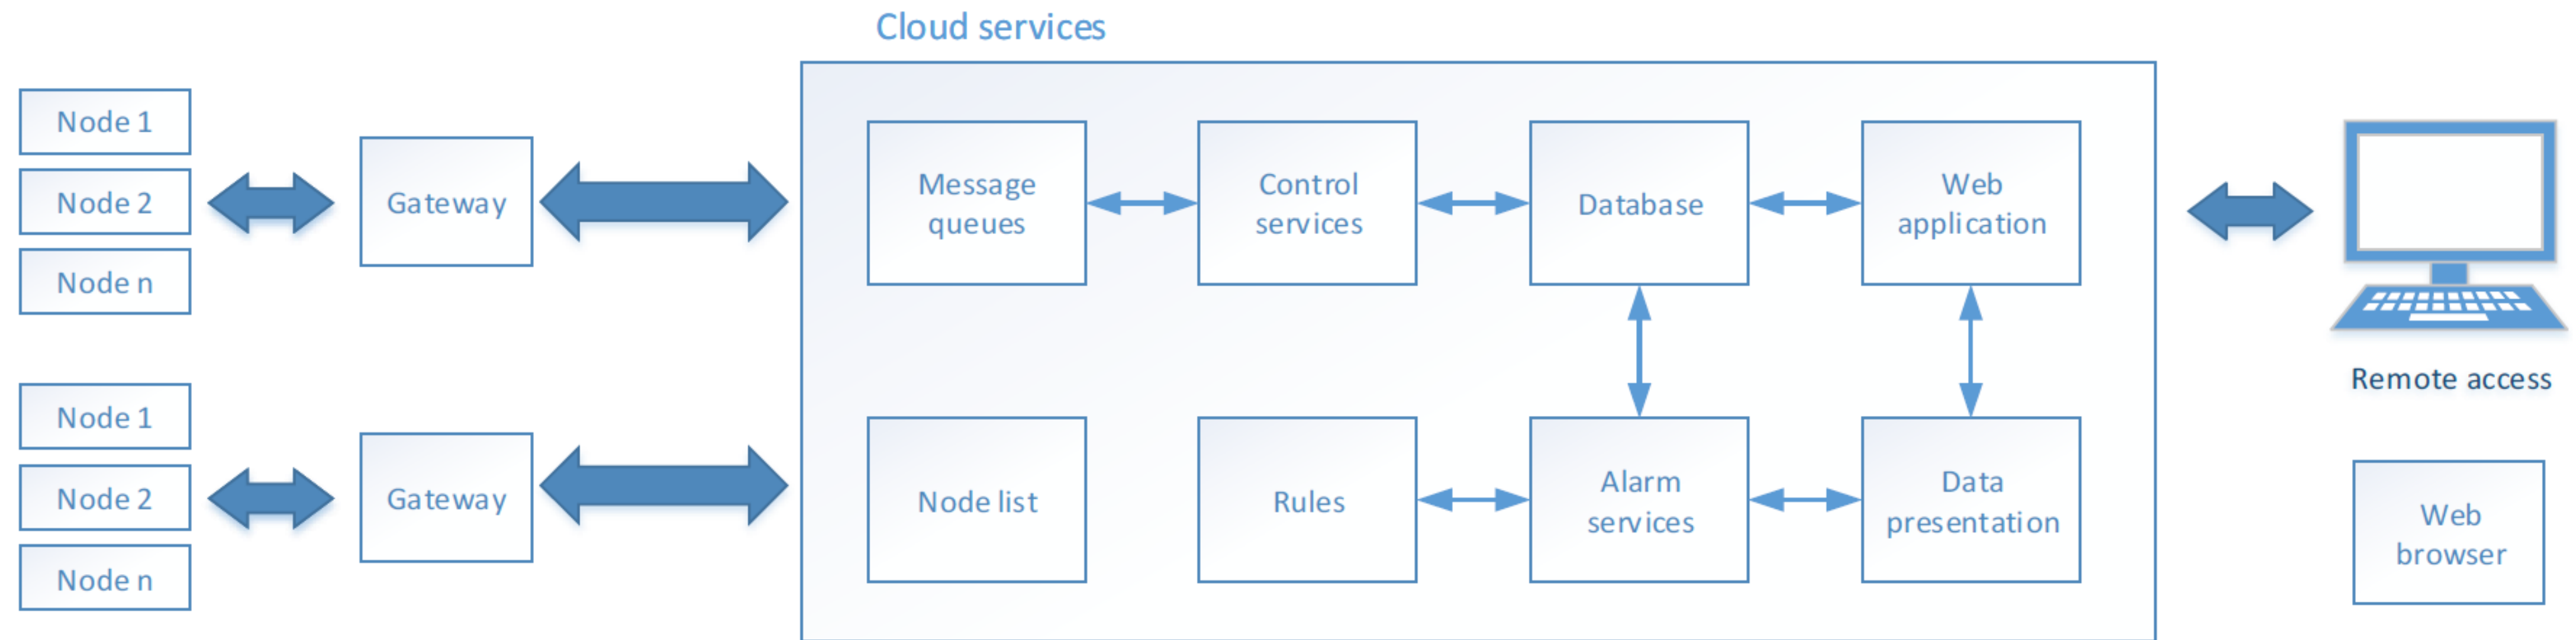 Cloud services
Node 1
Node 2
Node n
Gateway
Message
queues
Control
services
Database
Web
application
Remote access
Node 1
Node 2
Node n
Gateway
Node list
Rules
Alarm
services
Data
presentation
Web
browser